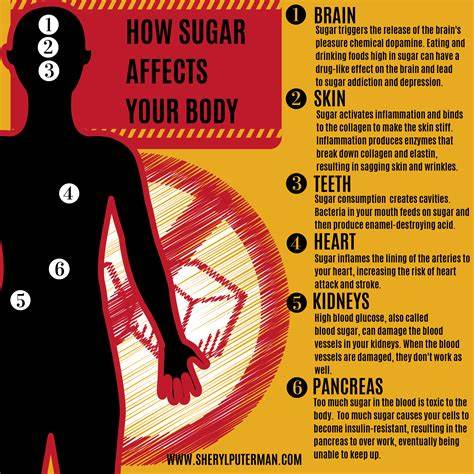 HOW SUGAR
AFFECTS
YOUR BODY
1
2
3
4
6
5
1 BRAIN
Sugar triggers the release of the brain's
pleasure chemical dopamine. Eating and
drinking foods high in sugar can have a
drug-like effect on the brain and lead
to sugar addiction and depression.
2 SKIN
Sugar activates inflammation and binds
to the collagen to make the skin stiff.
Inflammation produces enzymes that
break down collagen and elastin,
resulting in sagging skin and wrinkles.
3 TEETH
Sugar consumption creates cavities.
Bacteria in your mouth feeds on sugar and
then produce enamel-destroying acid.
4 HEART
Sugar inflames the lining of the arteries to
your heart, increasing the risk of heart
attack and stroke.
5 KIDNEYS
High blood glucose, also called
blood sugar, can damage the blood
vessels in your kidneys. When the blood
vessels are damaged, they don't work as
well.
6 PANCREAS
Too much sugar in the blood is toxic to the
body. Too much sugar causes your cells to
become insulin-resistant, resulting in the
pancreas to over work, eventually being
unable to keep up.
WWW.SHERYLPUTERMAN.COM